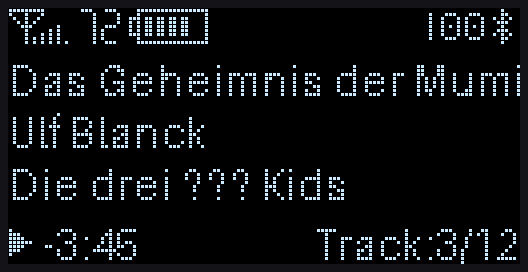 72 100
Das Geheimnis der Mumi
Ulf Blanck
Die drei ??? Kids
-3:45 Track:3/12